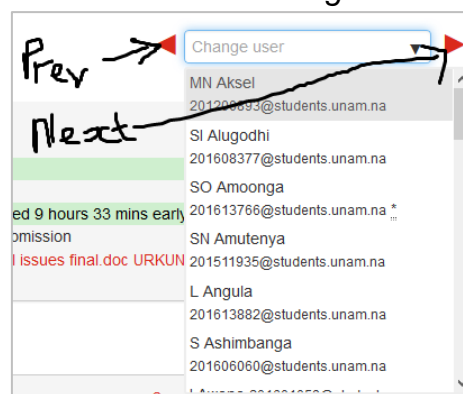 Prev
Change user
Next
MN Aksel
201200893@students.unam.na
SI Alugodhi
201608377@students.unam.na
SO Amoonga
ed 9 hours 33 mins early
201613766@students.unam.na *
omission
SN Amutenya
l issues final.doc URKUN
201511935@students.unam.na
L Angula
201613882@students.unam.na
S Ashimbanga
201606060@students.unam.na